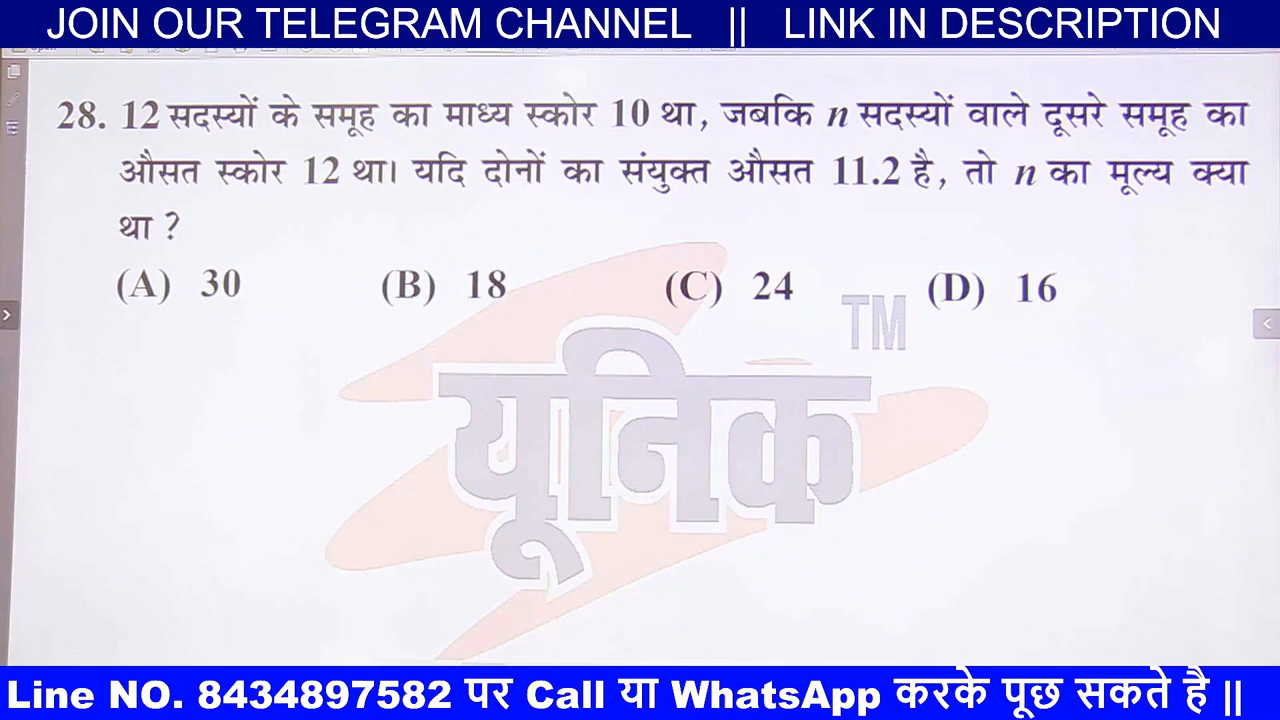 JOIN OUR TELEGRAM CHANNEL || LINK IN DESCRIPTION
28. 12 सदस्यों के समूह का माध्य स्कोर 10 था, जबकि n सदस्यों वाले दूसरे समूह का
औसत स्कोर 12 था। यदि दोनों का संयुक्त औसत 11.2 है, तो n का मूल्य क्या
था ?
(A) 30 (B) 18 (C) 24 (D) 16
TM
यूनिक
Line NO. 8434897582 पर Call या WhatsApp करके पूछ सकते है ||